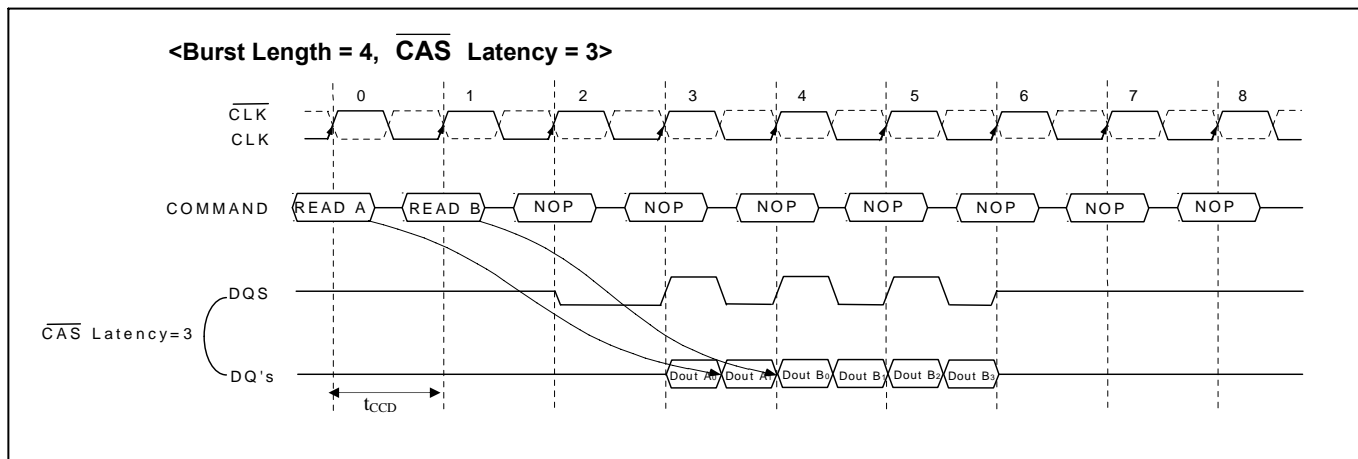 <Burst Length = 4, CAS Latency = 3>
0 1 2 3 4 5 6 7 8
CLK
CLK
COMMAND READ A READ B NOP NOP NOP NOP NOP NOP NOP
DQS
CAS Latency=3
DQ's Dout A0 Dout A1 Dout B0 Dout B1 Dout B2 Dout B3
tCCD